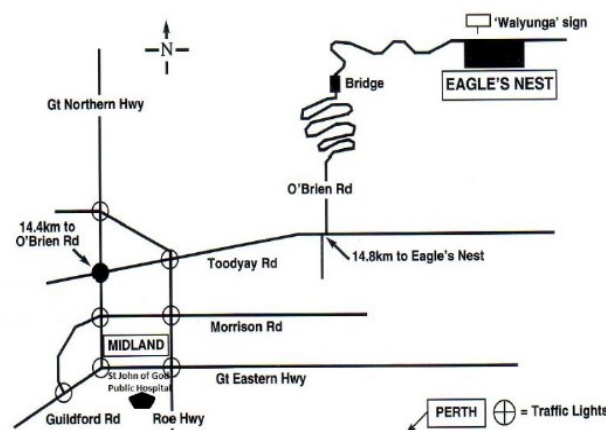 'Walyunga' sign
N
EAGLE'S NEST
Bridge
Gt Northern Hwy
O'Brien Rd
14.4km to
O'Brien Rd
14.8km to Eagle's Nest
Toodyay Rd
Morrison Rd
MIDLAND
St John of God
Public Hospital
Gt Eastern Hwy
Guildford Rd
Roe Hwy
PERTH
= Traffic Lights